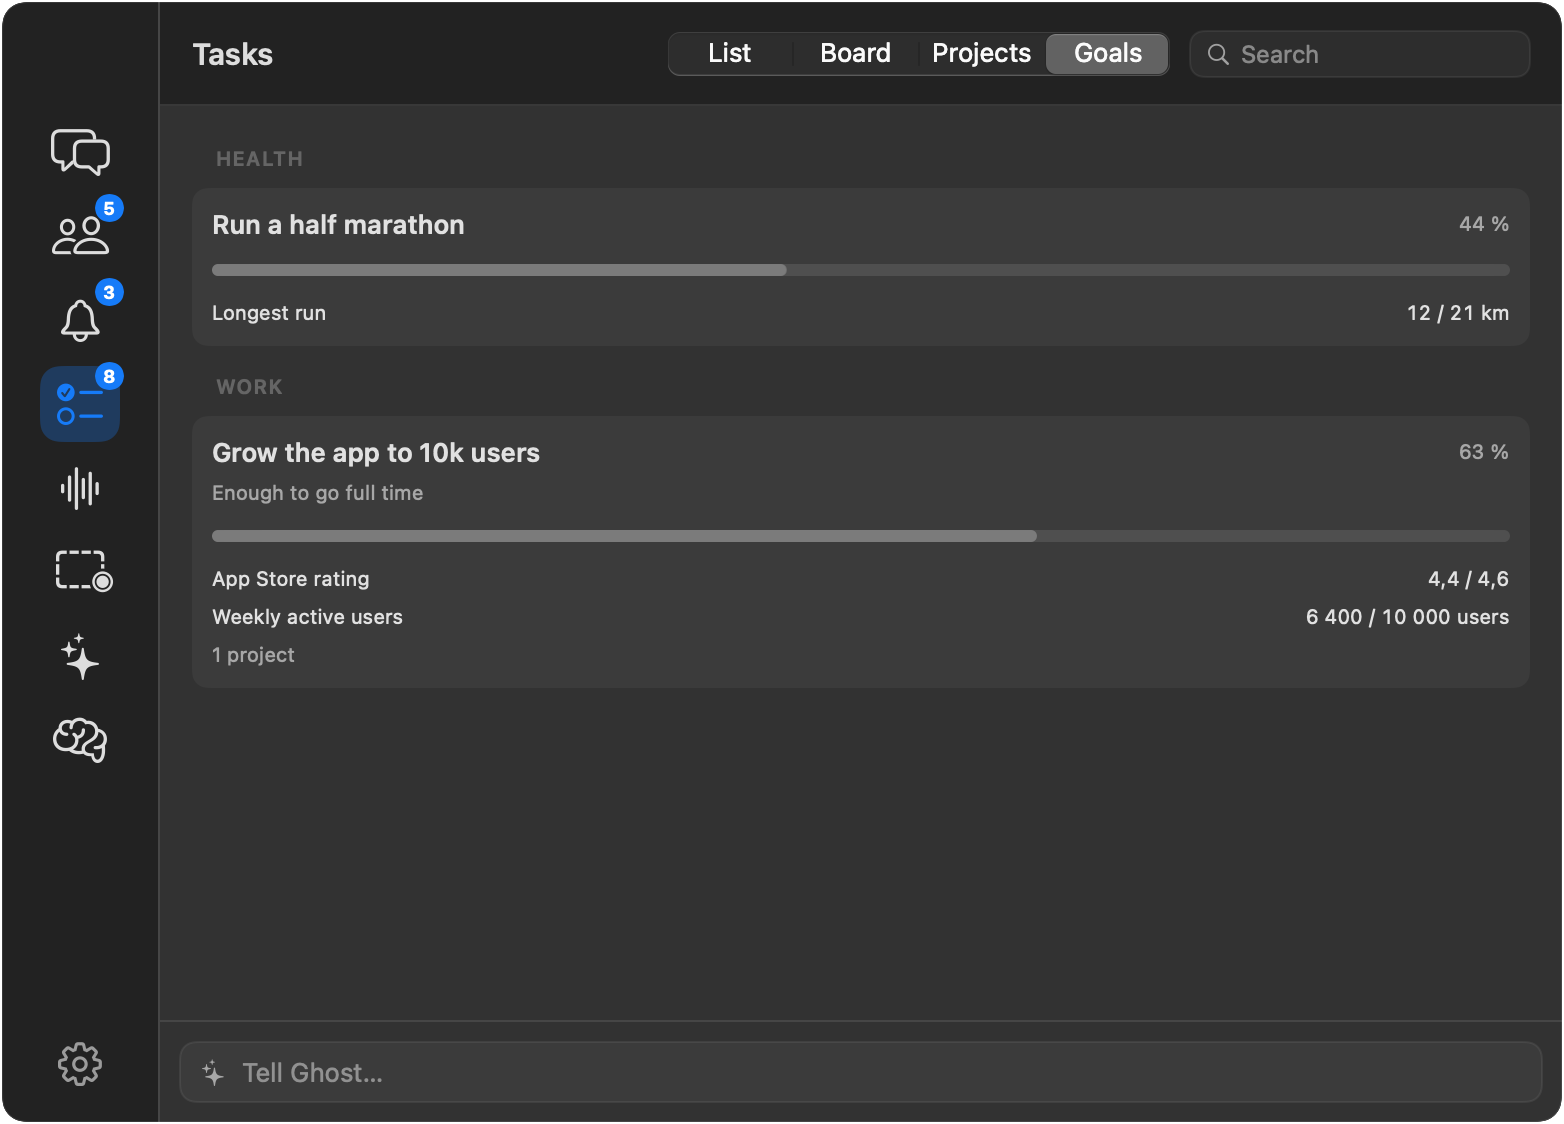 Tasks
List
Board
Projects
Goals
Search
5
3
8
HEALTH
Run a half marathon
44 %
Longest run
12 / 21 km
WORK
Grow the app to 10k users
63 %
Enough to go full time
App Store rating
4,4 / 4,6
Weekly active users
6 400 / 10 000 users
1 project
Tell Ghost...